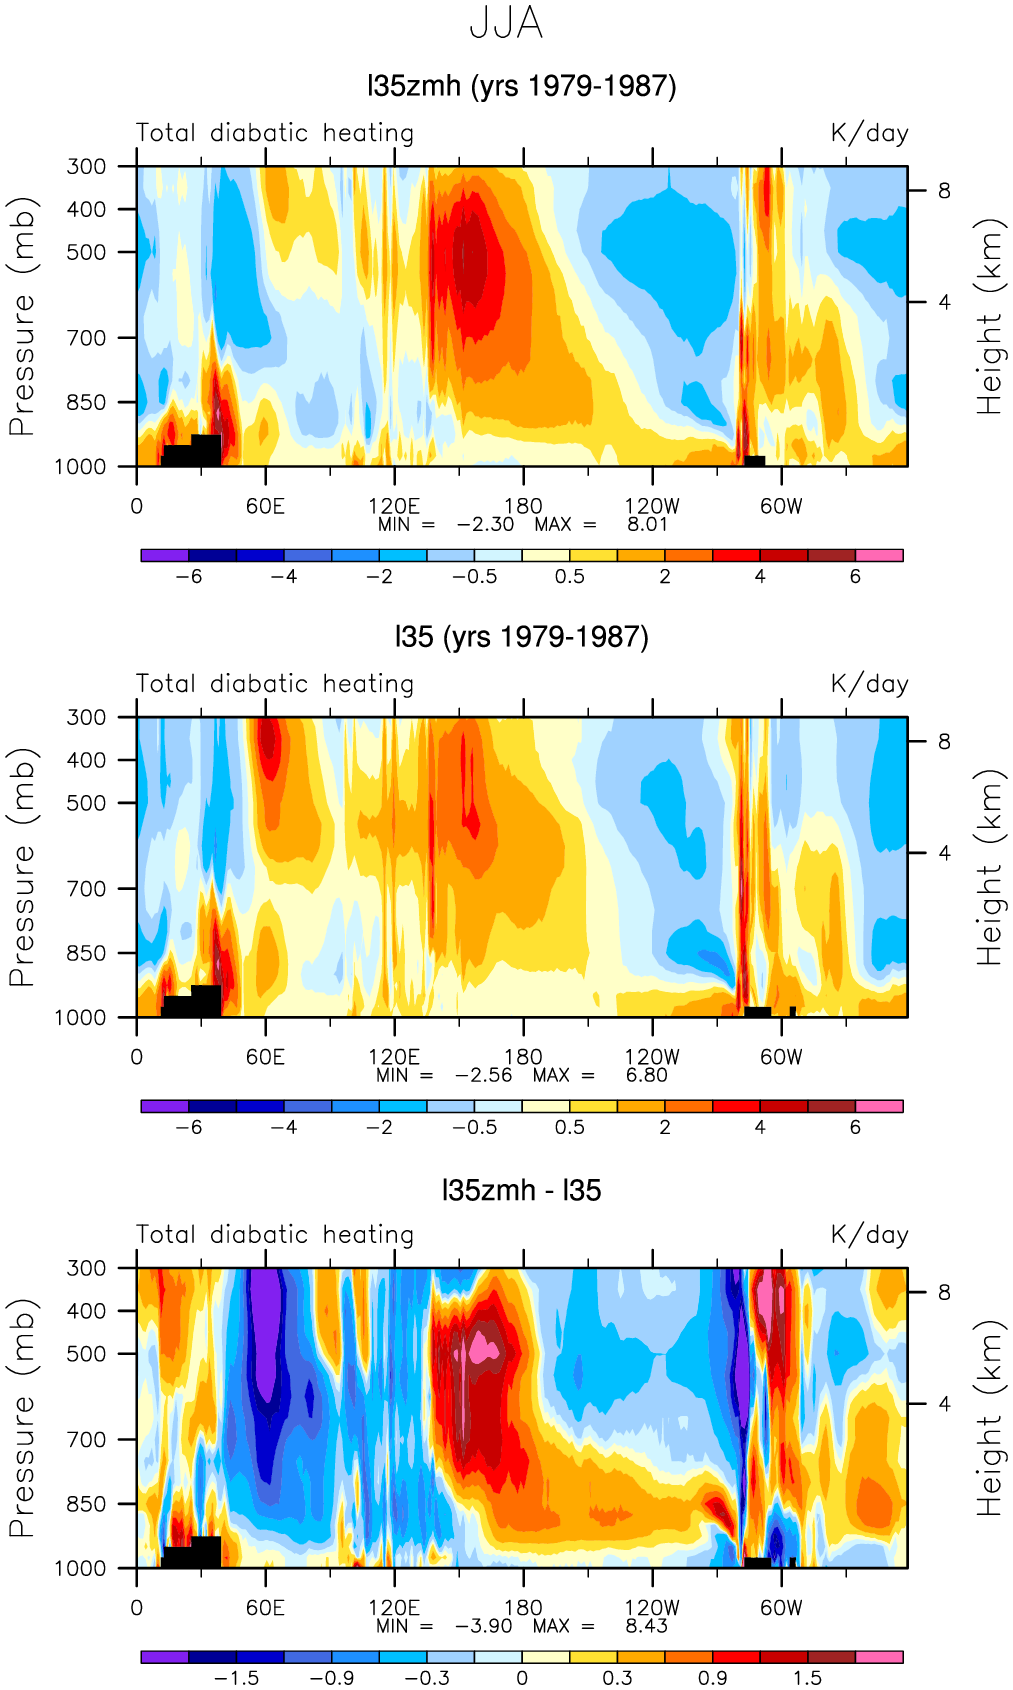 JJA
l35zmh (yrs 1979-1987)
Total diabatic heating K/day
300
400
500
700
850
1000
Pressure (mb)
8
4
Height (km)
0 60E 120E 180 120W 60W
MIN = -2.30 MAX = 8.01
-6 -4 -2 -0.5 0.5 2 4 6
l35 (yrs 1979-1987)
Total diabatic heating K/day
300
400
500
700
850
1000
Pressure (mb)
8
4
Height (km)
0 60E 120E 180 120W 60W
MIN = -2.56 MAX = 6.80
-6 -4 -2 -0.5 0.5 2 4 6
l35zmh - l35
Total diabatic heating K/day
300
400
500
700
850
1000
Pressure (mb)
8
4
Height (km)
0 60E 120E 180 120W 60W
MIN = -3.90 MAX = 8.43
-1.5 -0.9 -0.3 0 0.3 0.9 1.5